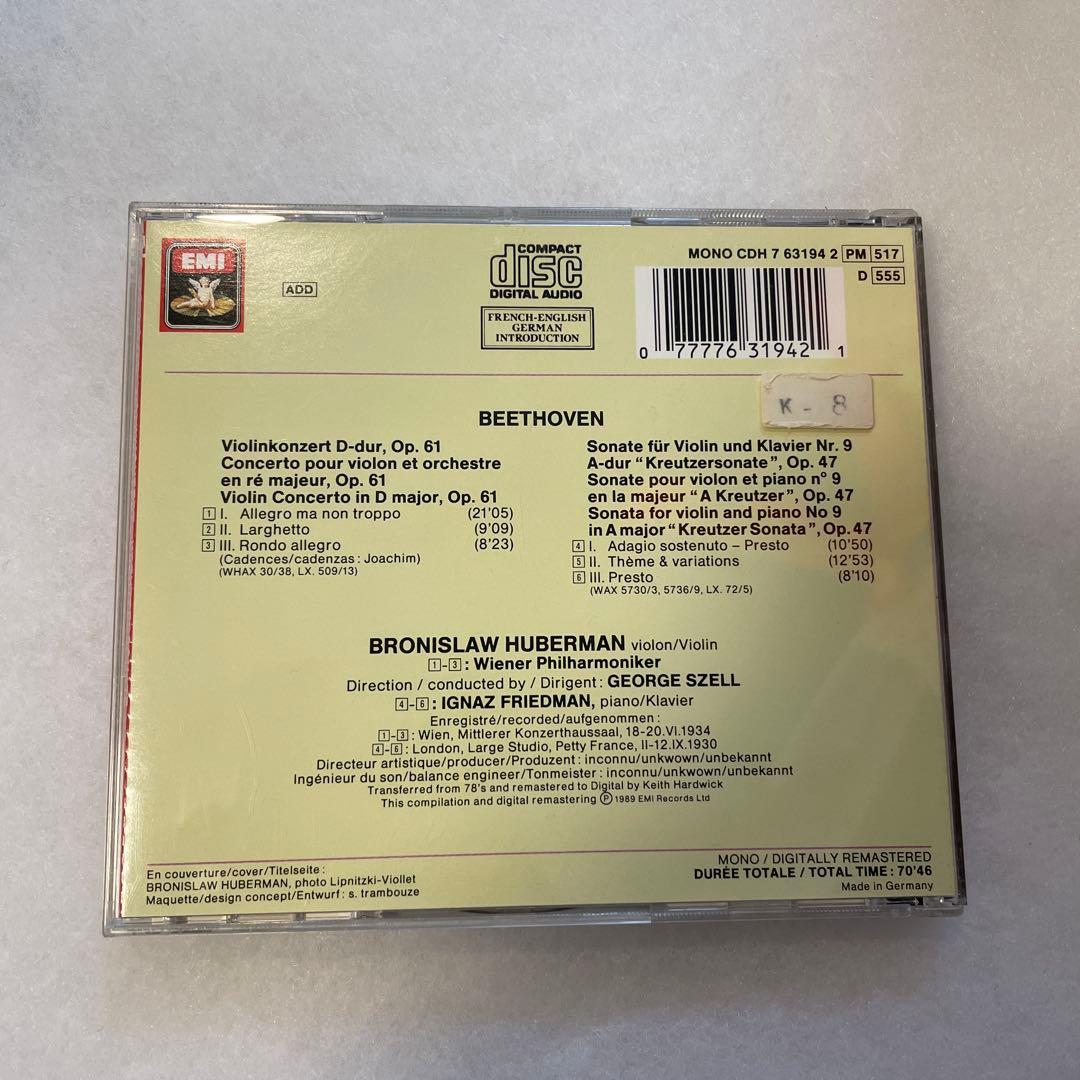 EMI
ADD
COMPACT
disc
DIGITAL AUDIO
FRENCH-ENGLISH
GERMAN
INTRODUCTION
MONO CDH 7 63194 2 PM 517
D 555
0 77776 31942 1
K - 8
BEETHOVEN
Violinkonzert D-dur, Op. 61
Concerto pour violon et orchestre
en ré majeur, Op. 61
Violin Concerto in D major, Op. 61
1 I. Allegro ma non troppo (21'05)
2 II. Larghetto (9'09)
3 III. Rondo allegro (8'23)
(Cadences/cadenzas : Joachim)
(WHAX 30/38, LX. 509/13)
Sonate für Violin und Klavier Nr. 9
A-dur “Kreutzersonate”, Op. 47
Sonate pour violon et piano n° 9
en la majeur “A Kreutzer”, Op. 47
Sonata for violin and piano No 9
in A major “Kreutzer Sonata”, Op. 47
4 I. Adagio sostenuto – Presto (10'50)
5 II. Thème & variations (12'53)
6 III. Presto (8'10)
(WAX 5730/3, 5736/9, LX. 72/5)
BRONISLAW HUBERMAN violon/Violin
1-3 : Wiener Philharmoniker
Direction / conducted by / Dirigent : GEORGE SZELL
4-6 : IGNAZ FRIEDMAN, piano/Klavier
Enregistré/recorded/aufgenommen :
1-3 : Wien, Mittlerer Konzerthaussaal, 18-20.VI.1934
4-6 : London, Large Studio, Petty France, II-12.IX.1930
Directeur artistique/producer/Produzent : inconnu/unkwown/unbekannt
Ingénieur du son/balance engineer/Tonmeister : inconnu/unkwown/unbekannt
Transferred from 78's and remastered to Digital by Keith Hardwick
This compilation and digital remastering ℗ 1989 EMI Records Ltd
En couverture/cover/Titelseite :
BRONISLAW HUBERMAN, photo Lipnitzki-Viollet
Maquette/design concept/Entwurf : s. trambouze
MONO / DIGITALLY REMASTERED
DURÉE TOTALE / TOTAL TIME : 70'46
Made in Germany